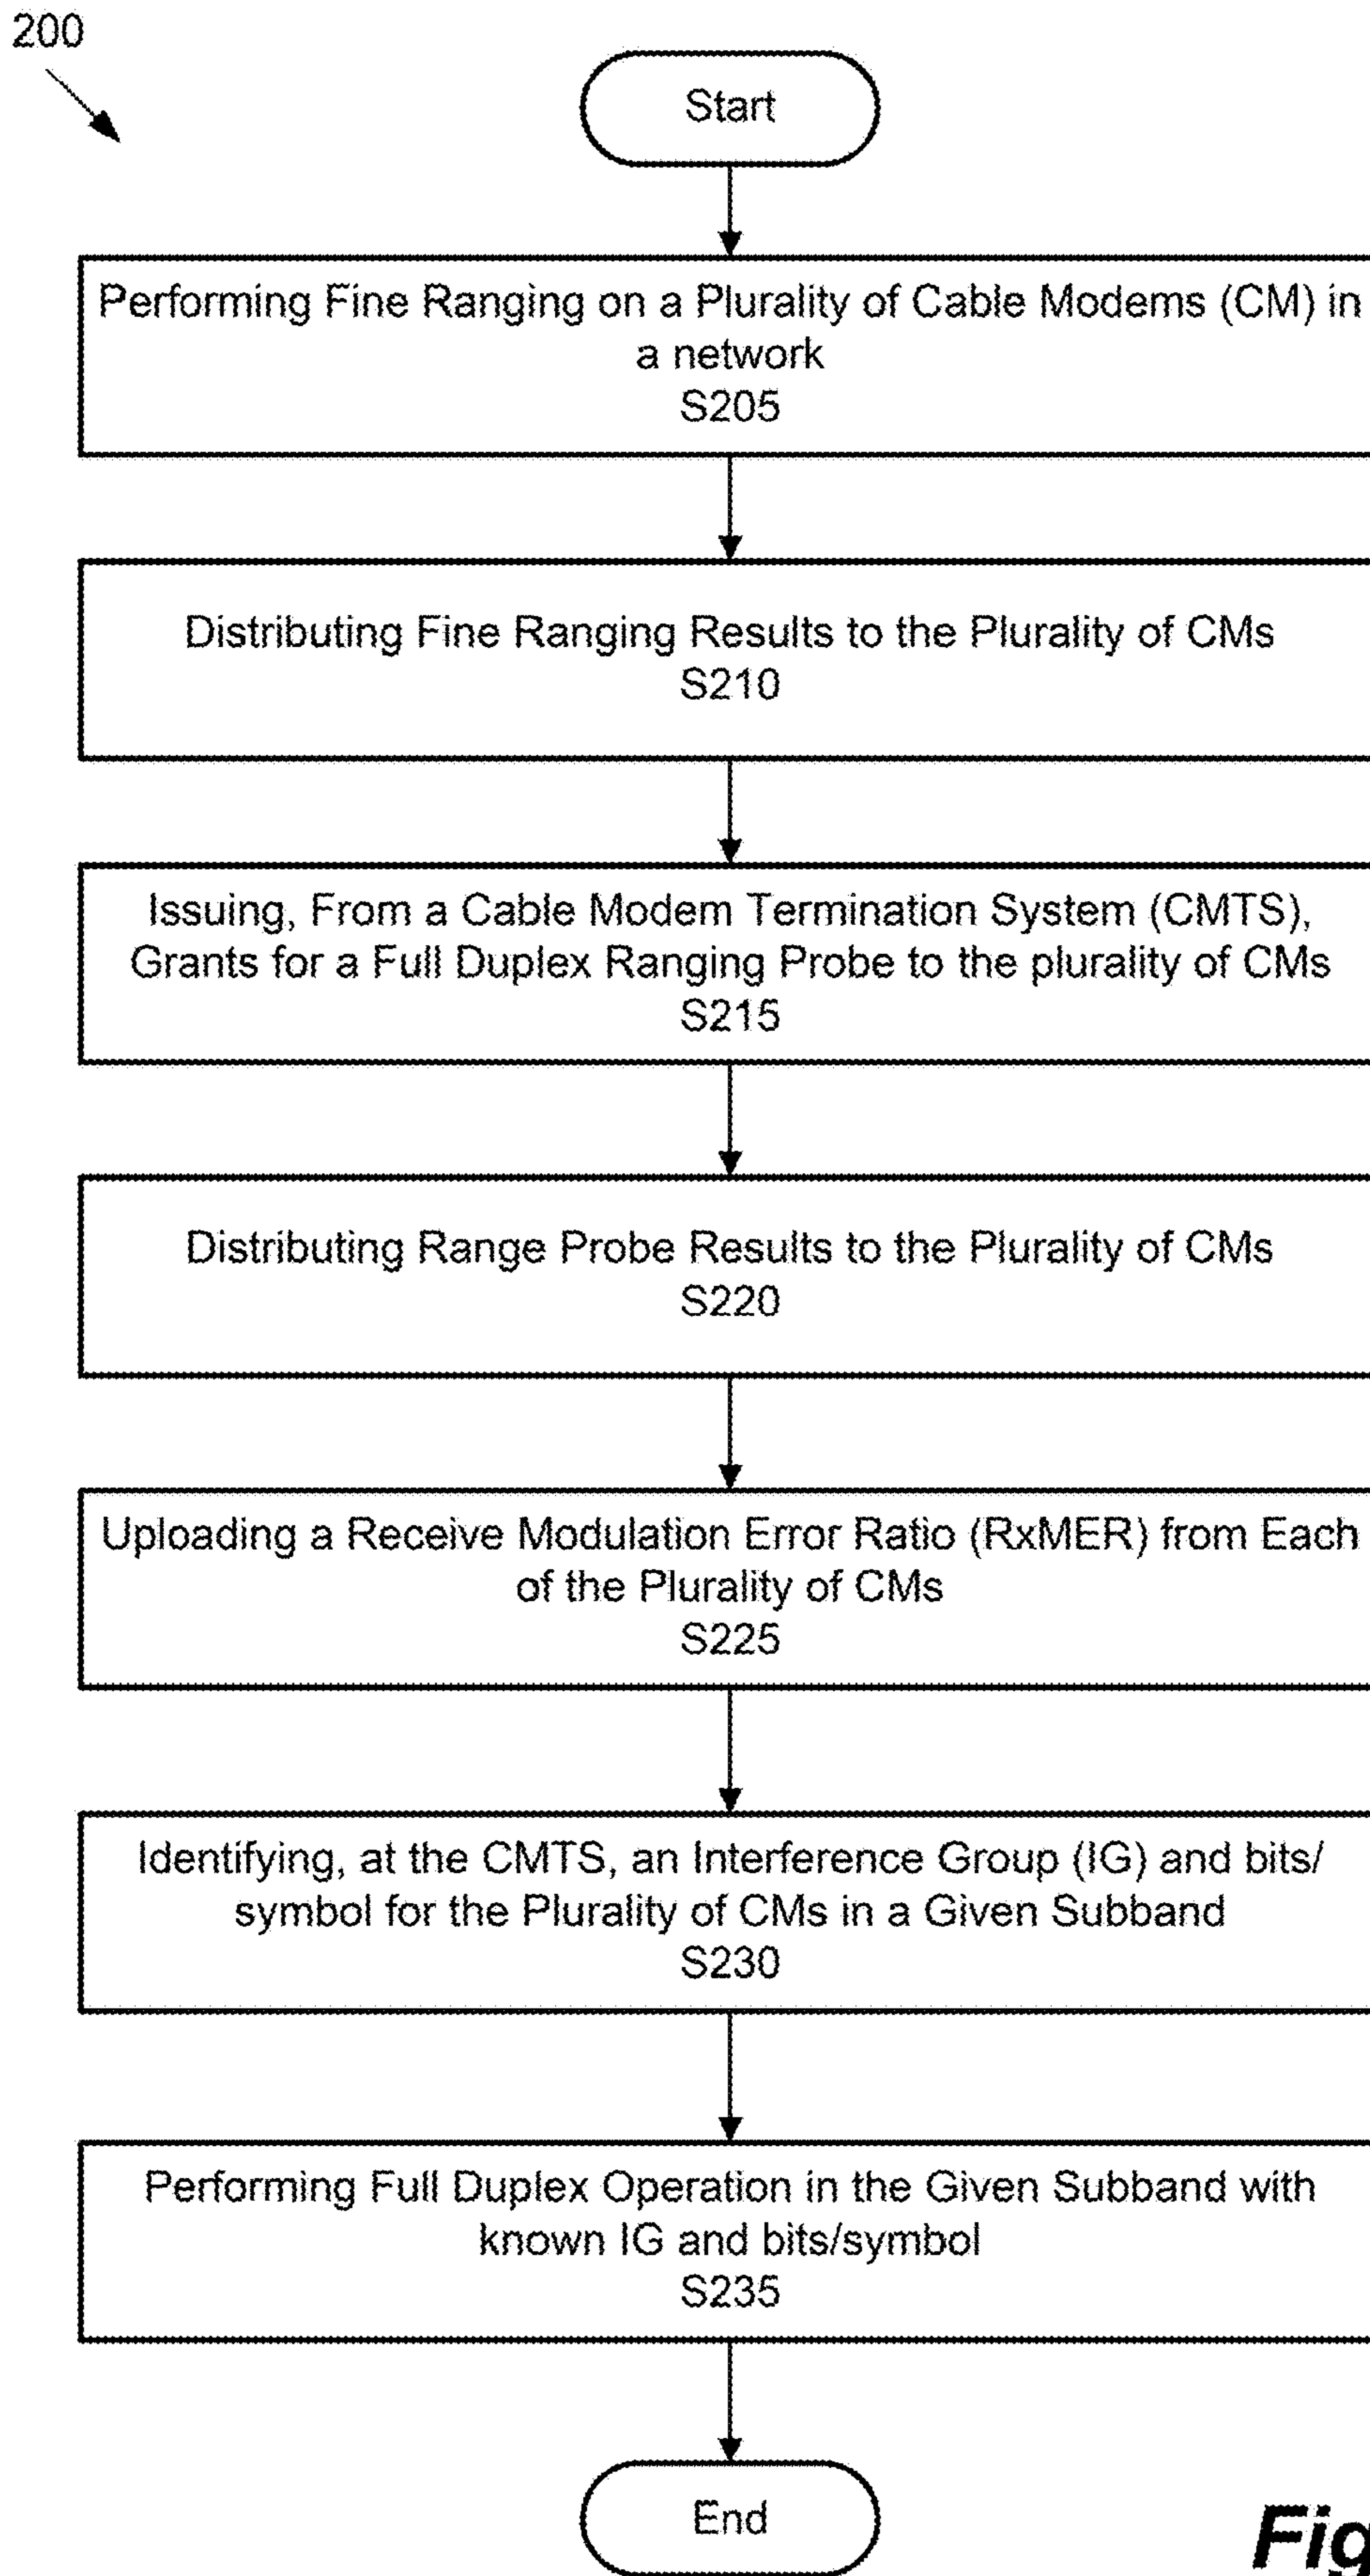 200
Start
Performing Fine Ranging on a Plurality of Cable Modems (CM) in
a network
S205
Distributing Fine Ranging Results to the Plurality of CMs
S210
Issuing, From a Cable Modem Termination System (CMTS),
Grants for a Full Duplex Ranging Probe to the plurality of CMs
S215
Distributing Range Probe Results to the Plurality of CMs
S220
Uploading a Receive Modulation Error Ratio (RxMER) from Each
of the Plurality of CMs
S225
Identifying, at the CMTS, an Interference Group (IG) and bits/
symbol for the Plurality of CMs in a Given Subband
S230
Performing Full Duplex Operation in the Given Subband with
known IG and bits/symbol
S235
End
Fig